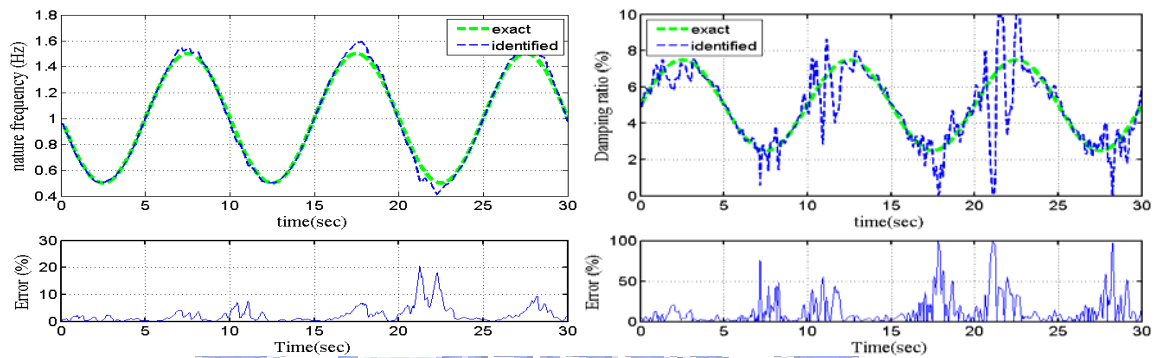 nature frequency (Hz)
1.8
1.6
1.4
1.2
1
0.8
0.6
0.4
0 5 10 15 20 25 30
time(sec)
exact
identified
Error (%)
30
20
10
0
0 5 10 15 20 25 30
Time(sec)
Damping ratio (%)
10
8
6
4
2
0
0 5 10 15 20 25 30
time(sec)
exact
identified
Error (%)
100
50
0
0 5 10 15 20 25 30
Time(sec)